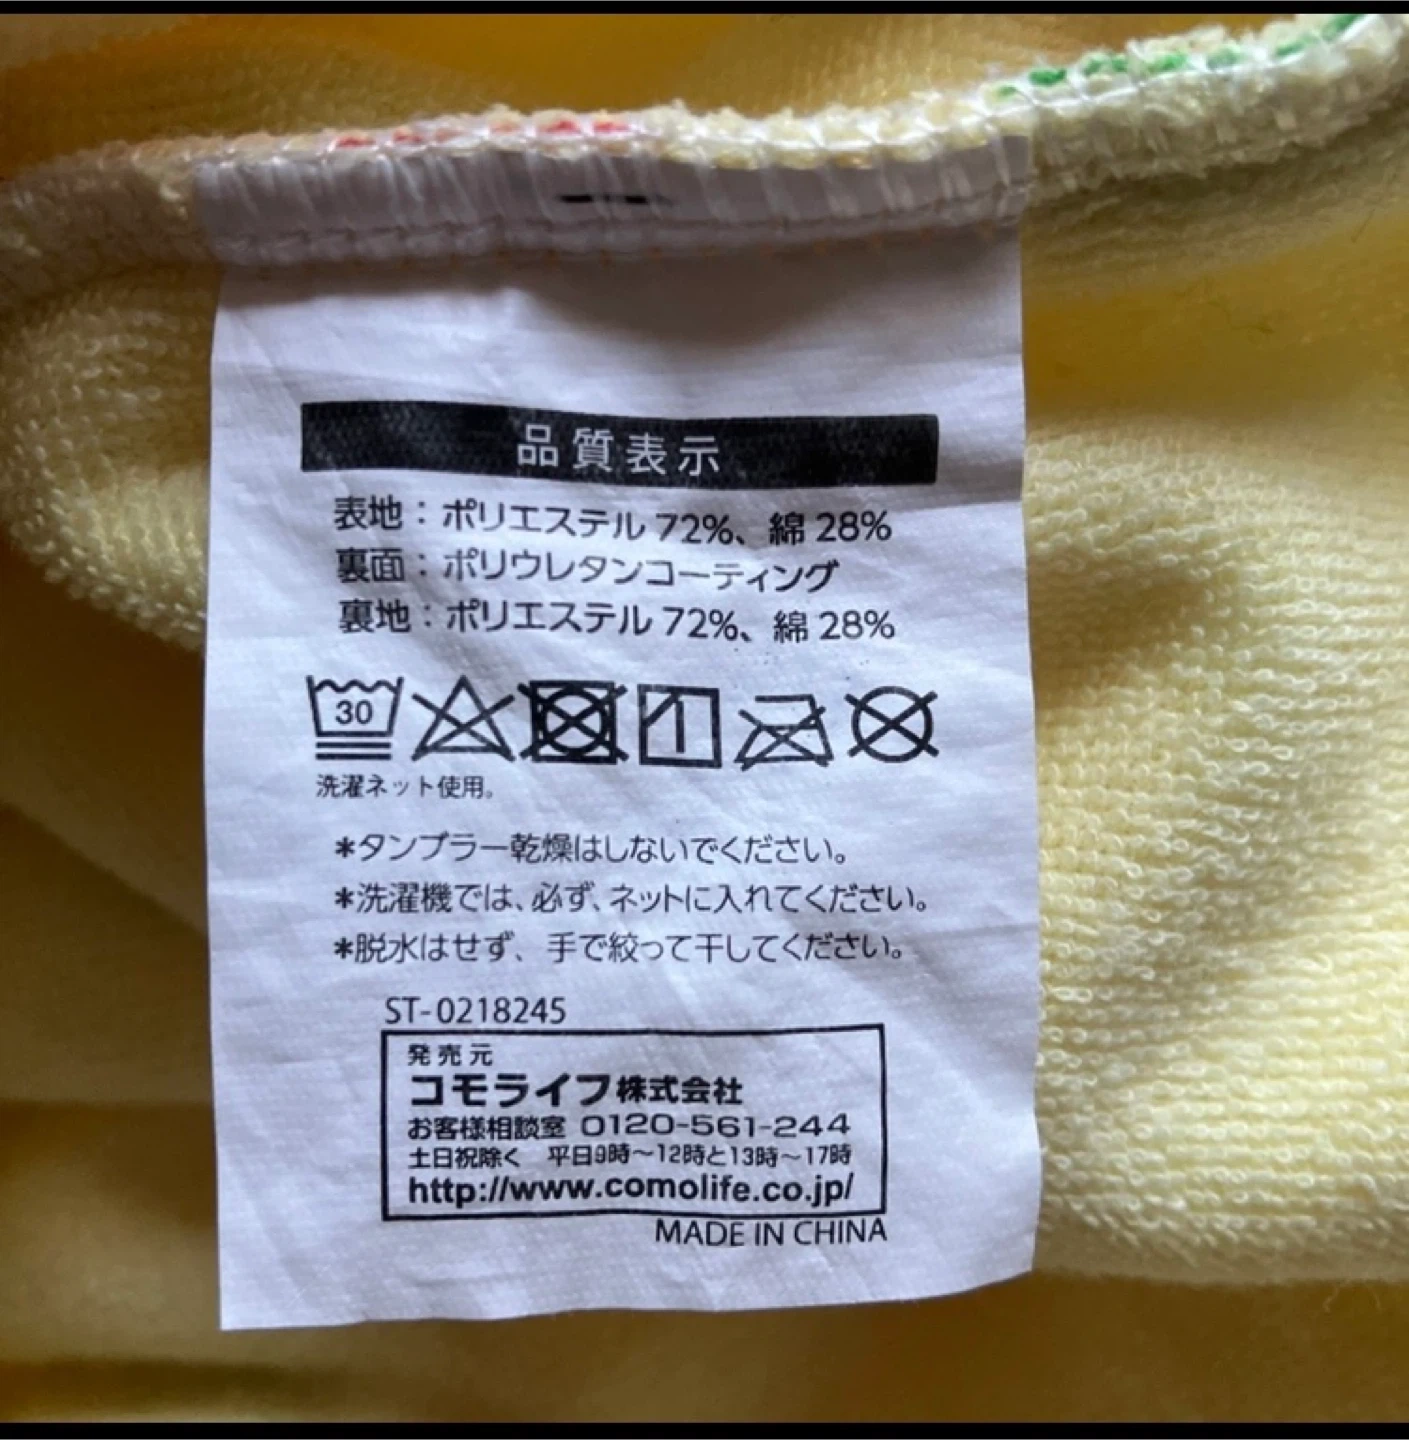 品質表示
表地：ポリエステル 72%、綿 28%
裏面：ポリウレタンコーティング
裏地：ポリエステル 72%、綿 28%
30
洗濯ネット使用。
*タンブラー乾燥はしないでください。
*洗濯機では、必ず、ネットに入れてください。
*脱水はせず、手で絞って干してください。
ST-0218245
発売元
コモライフ株式会社
お客様相談室 0120-561-244
土日祝除く 平日9時～12時と13時～17時
http://www.comolife.co.jp/
MADE IN CHINA